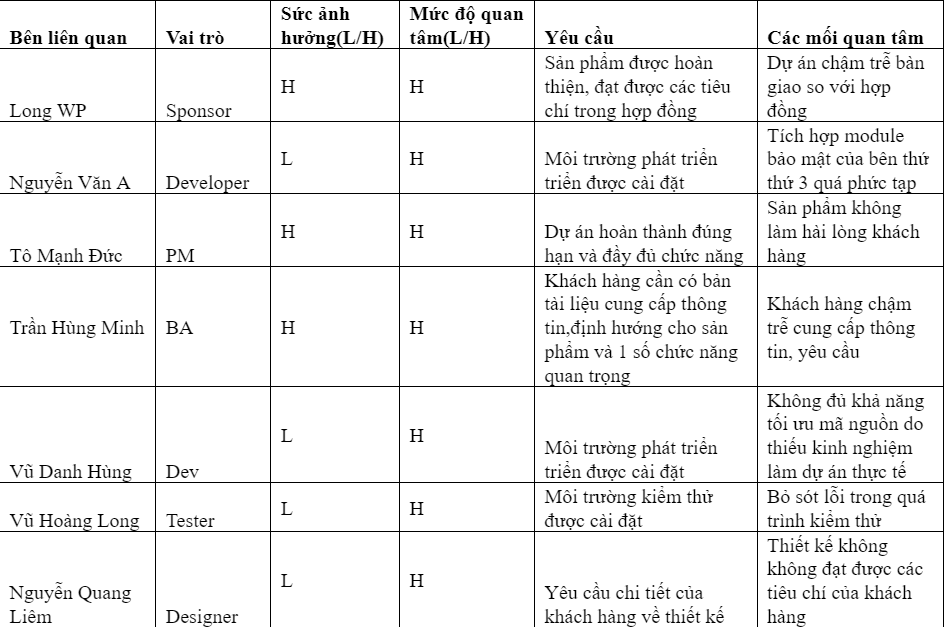 Bên liên quan
Vai trò
Sức ảnh
hưởng(L/H)
Mức độ quan
tâm(L/H)
Yêu cầu
Các mối quan tâm
Long WP
Sponsor
H
H
Sản phẩm được hoàn
thiện, đạt được các tiêu
chí trong hợp đồng
Dự án chậm trễ bàn
giao so với hợp
đồng
Nguyễn Văn A
Developer
L
H
Môi trường phát triển
triển được cài đặt
Tích hợp module
bảo mật của bên thứ
thứ 3 quá phức tạp
Tô Mạnh Đức
PM
H
H
Dự án hoàn thành đúng
hạn và đầy đủ chức năng
Sản phẩm không
làm hài lòng khách
hàng
Trần Hùng Minh
BA
H
H
Khách hàng cần có bản
tài liệu cung cấp thông
tin,định hướng cho sản
phẩm và 1 số chức năng
quan trọng
Khách hàng chậm
trễ cung cấp thông
tin, yêu cầu
Vũ Danh Hùng
Dev
L
H
Môi trường phát triển
triển được cài đặt
Không đủ khả năng
tối ưu mã nguồn do
thiếu kinh nghiệm
làm dự án thực tế
Vũ Hoàng Long
Tester
L
H
Môi trường kiểm thử
được cài đặt
Bỏ sót lỗi trong quá
trình kiểm thử
Nguyễn Quang
Liêm
Designer
L
H
Yêu cầu chi tiết của
khách hàng về thiết kế
Thiết kế không
không đạt được các
tiêu chí của khách
hàng